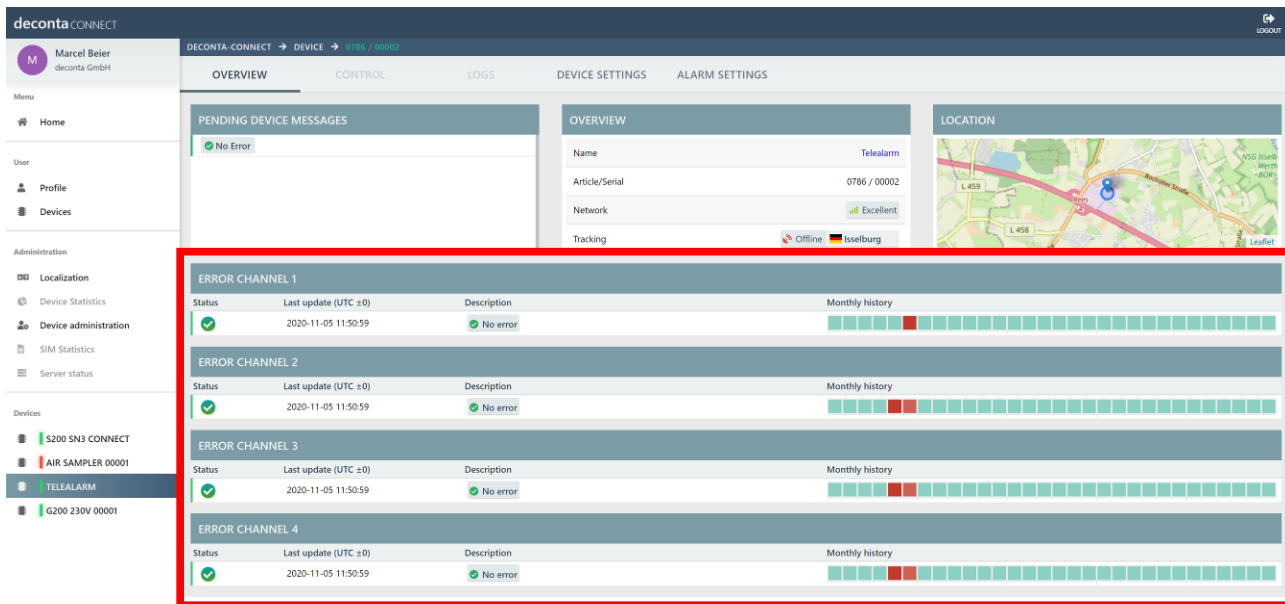 deconta CONNECT
LOGOUT
M
Marcel Beier
deconta GmbH
DECONTA-CONNECT → DEVICE → 0786 / 00002
OVERVIEW CONTROL LOGS DEVICE SETTINGS ALARM SETTINGS
Menu
Home
User
Profile
Devices
Administration
Localization
Device Statistics
Device administration
SIM Statistics
Server status
Devices
S200 SN3 CONNECT
AIR SAMPLER 00001
TELEALARM
G200 230V 00001
PENDING DEVICE MESSAGES
No Error
OVERVIEW
Name Telealarm
Article/Serial 0786 / 00002
Network Excellent
Tracking Offline Isselburg
LOCATION
NSG Isselb
Werth
-BOR-
L 459
Bocholter Straße
Rees
L 458
Leaflet
ERROR CHANNEL 1
Status Last update (UTC ±0) Description Monthly history
2020-11-05 11:50:59 No error
ERROR CHANNEL 2
Status Last update (UTC ±0) Description Monthly history
2020-11-05 11:50:59 No error
ERROR CHANNEL 3
Status Last update (UTC ±0) Description Monthly history
2020-11-05 11:50:59 No error
ERROR CHANNEL 4
Status Last update (UTC ±0) Description Monthly history
2020-11-05 11:50:59 No error